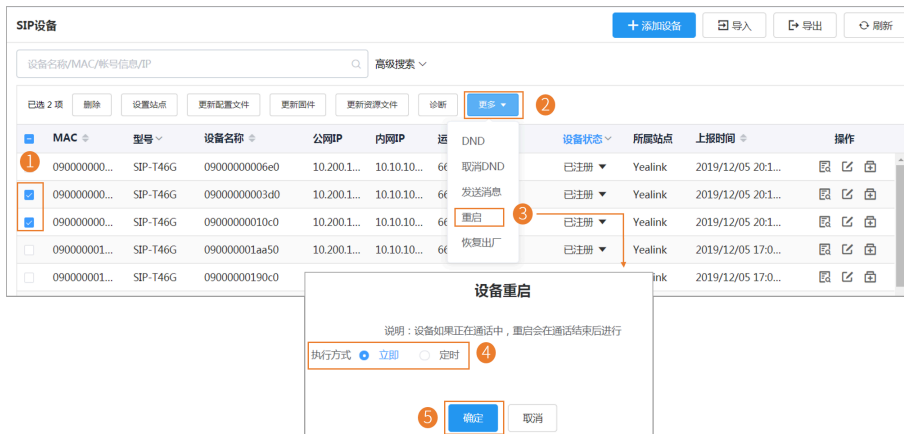 SIP设备
添加设备 导入 导出 刷新
设备名称/MAC/帐号信息/IP 高级搜索
已选 2 项 删除 设置站点 更新配置文件 更新固件 更新资源文件 诊断 更多 2
MAC 型号 设备名称 公网IP 内网IP 运 设备状态 所属站点 上报时间 操作
DND
1
090000000... SIP-T46G 09000000006e0 10.200.1... 10.10.10... 66 取消DND 已注册 Yealink 2019/12/05 20:1...
090000000... SIP-T46G 09000000003d0 10.200.1... 10.10.10... 66 发送消息 已注册 Yealink 2019/12/05 20:1...
090000000... SIP-T46G 09000000010c0 10.200.1... 10.10.10... 66 重启 3 已注册 Yealink 2019/12/05 20:1...
090000001... SIP-T46G 090000001aa50 10.200.1... 10.10.10... 66 恢复出厂 已注册 Yealink 2019/12/05 17:0...
090000001... SIP-T46G 09000000190c0 ink 2019/12/05 17:0...
设备重启
说明：设备如果正在通话中，重启会在通话结束后进行
执行方式 立即 定时 4
5 确定 取消